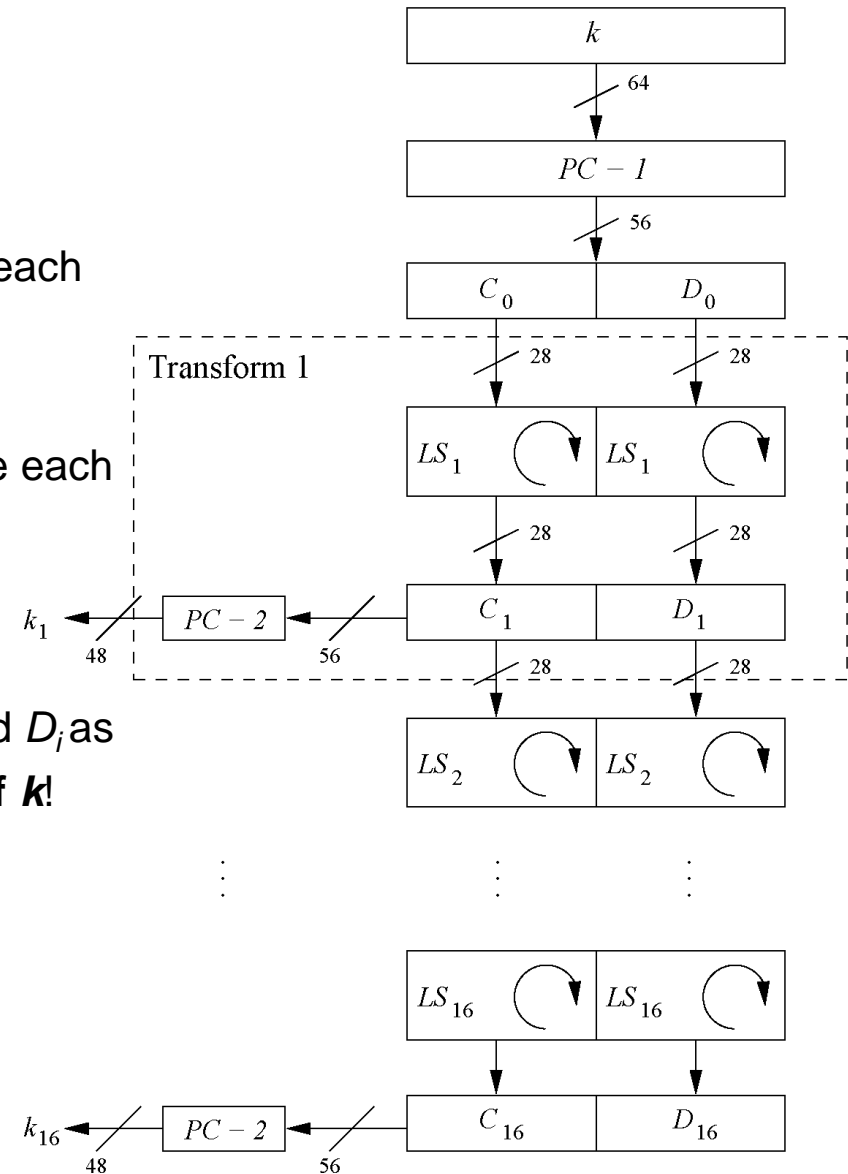 k
64
PC – 1
56
each
C0 D0
28 28
Transform 1
LS1 LS1
e each
28 28
k1 PC – 2 C1 D1
48 56
28 28
d Di as
LS2 LS2
f k!
⋮ ⋮ ⋮
LS16 LS16
k16 PC – 2 C16 D16
48 56